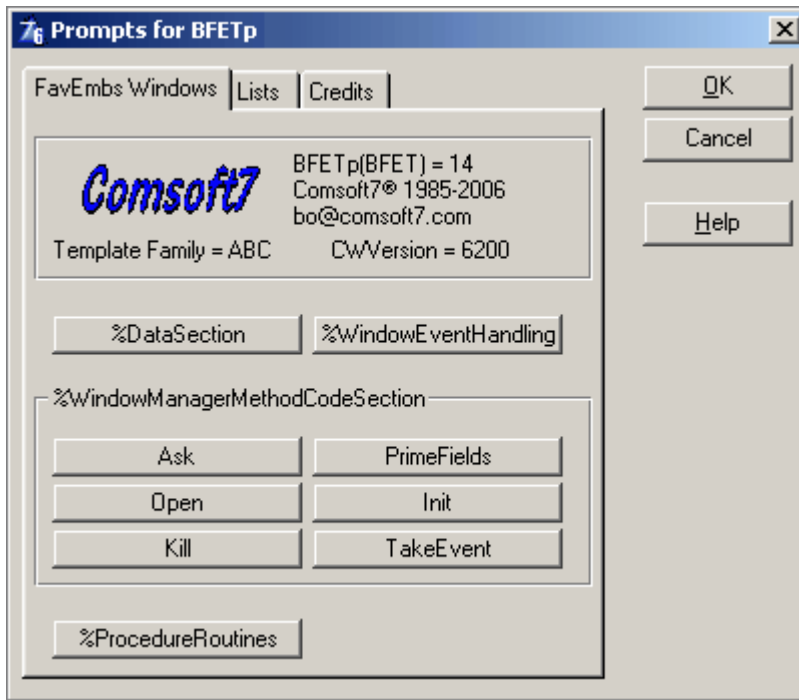 76 Prompts for BFETp
FavEmbs Windows Lists Credits
OK
Cancel
Help
Comsoft7
BFETp(BFET) = 14
Comsoft7® 1985-2006
bo@comsoft7.com
Template Family = ABC CWVersion = 6200
%DataSection %WindowEventHandling
%WindowManagerMethodCodeSection
Ask PrimeFields
Open Init
Kill TakeEvent
%ProcedureRoutines